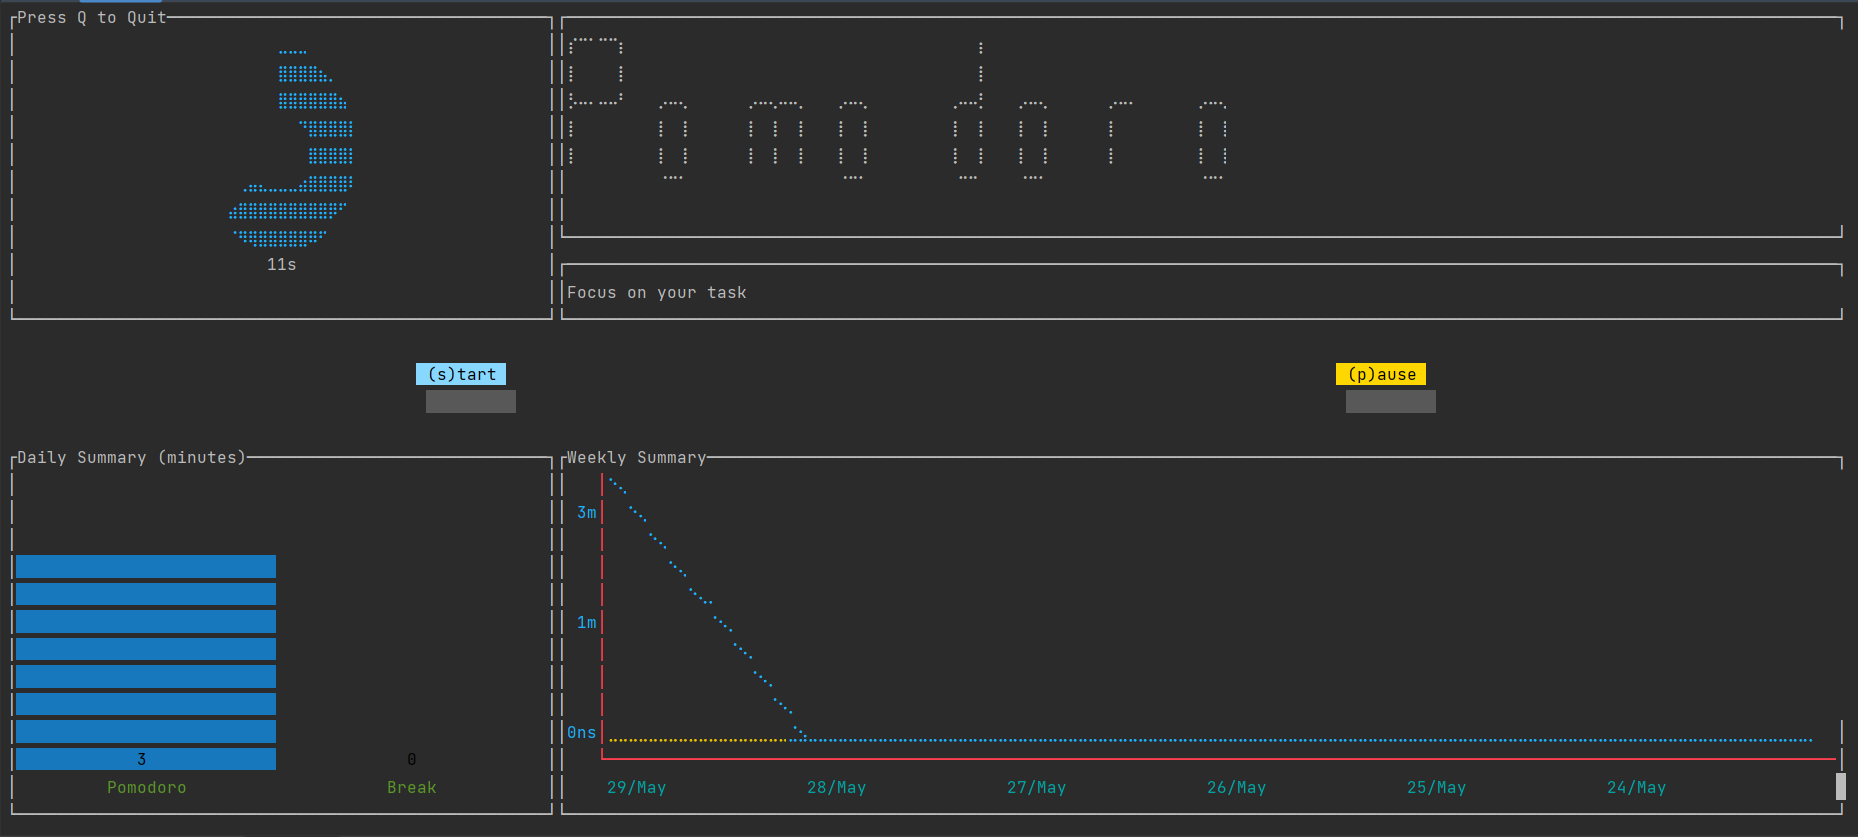 Press Q to Quit
Pomodoro
11s
Focus on your task
(s)tart
(p)ause
Daily Summary (minutes)
3
0
Pomodoro
Break
Weekly Summary
3m
1m
0ns
29/May
28/May
27/May
26/May
25/May
24/May